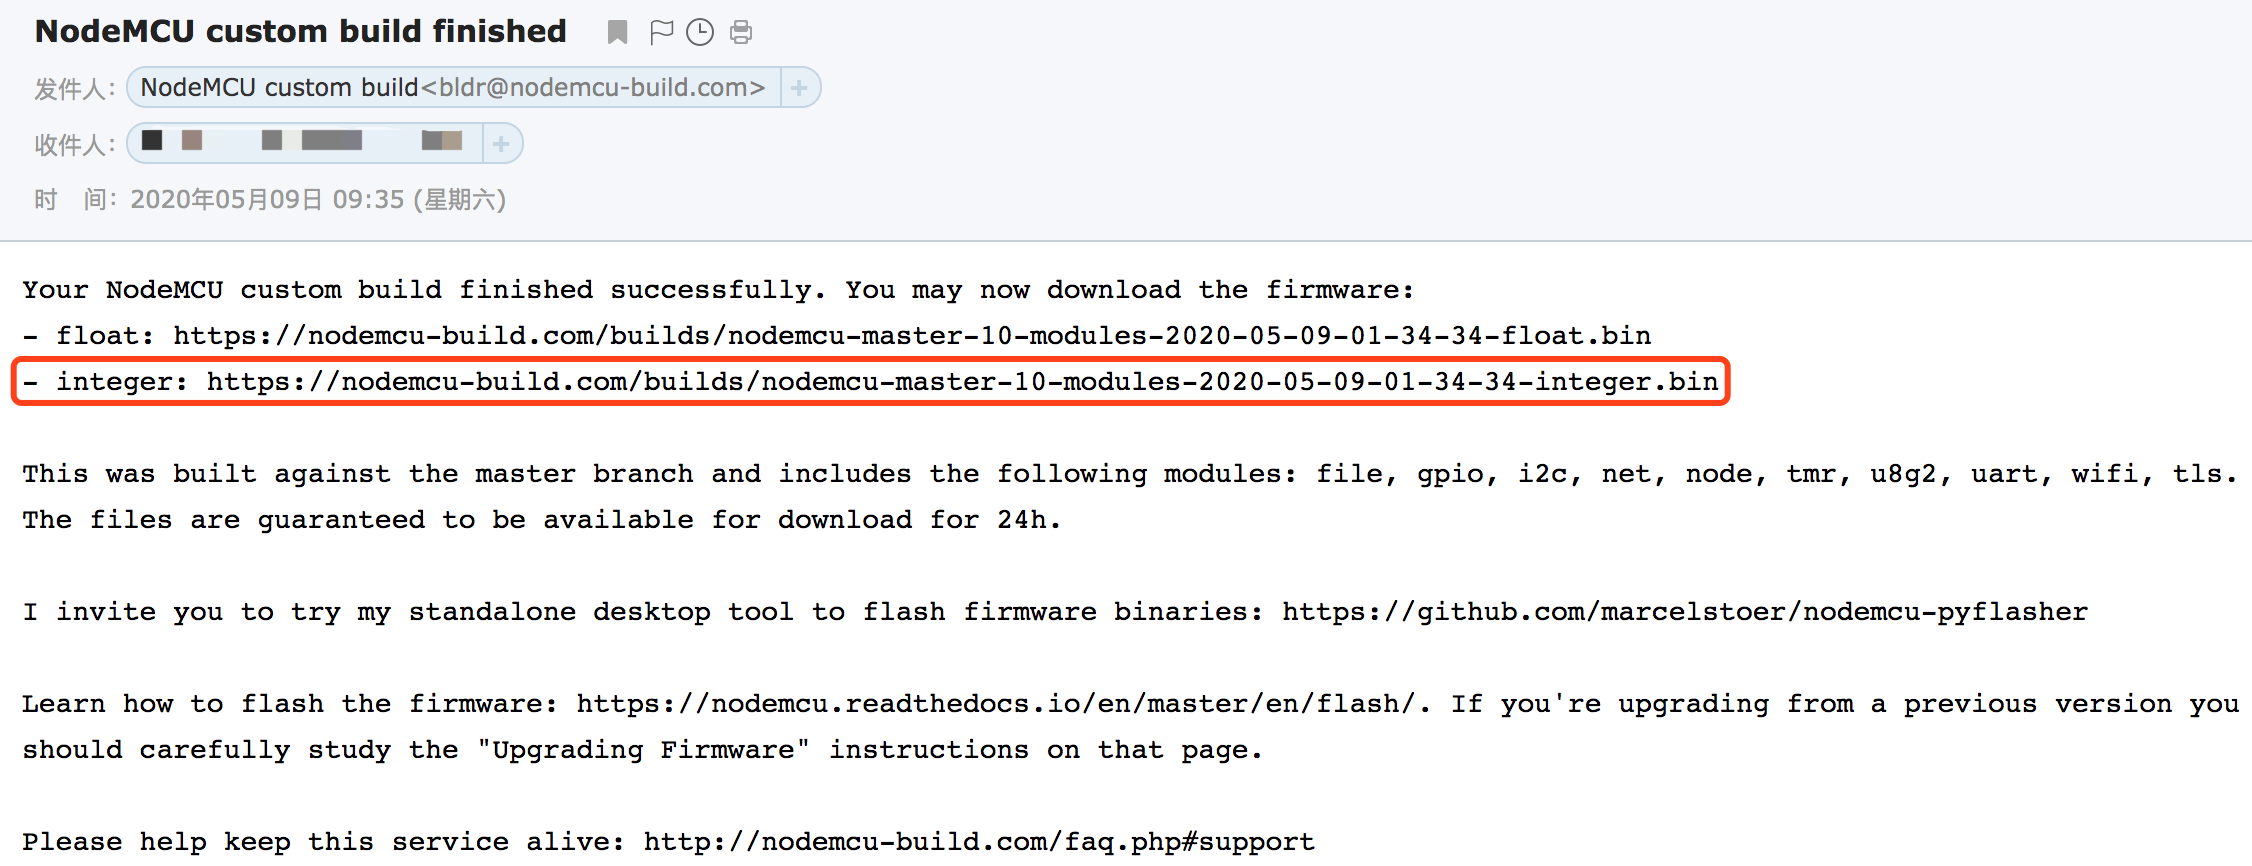 NodeMCU custom build finished
发件人： NodeMCU custom build<bldr@nodemcu-build.com> +
收件人： +
时 间： 2020年05月09日 09:35 (星期六)
Your NodeMCU custom build finished successfully. You may now download the firmware:
- float: https://nodemcu-build.com/builds/nodemcu-master-10-modules-2020-05-09-01-34-34-float.bin
- integer: https://nodemcu-build.com/builds/nodemcu-master-10-modules-2020-05-09-01-34-34-integer.bin
This was built against the master branch and includes the following modules: file, gpio, i2c, net, node, tmr, u8g2, uart, wifi, tls.
The files are guaranteed to be available for download for 24h.
I invite you to try my standalone desktop tool to flash firmware binaries: https://github.com/marcelstoer/nodemcu-pyflasher
Learn how to flash the firmware: https://nodemcu.readthedocs.io/en/master/en/flash/. If you're upgrading from a previous version you
should carefully study the "Upgrading Firmware" instructions on that page.
Please help keep this service alive: http://nodemcu-build.com/faq.php#support